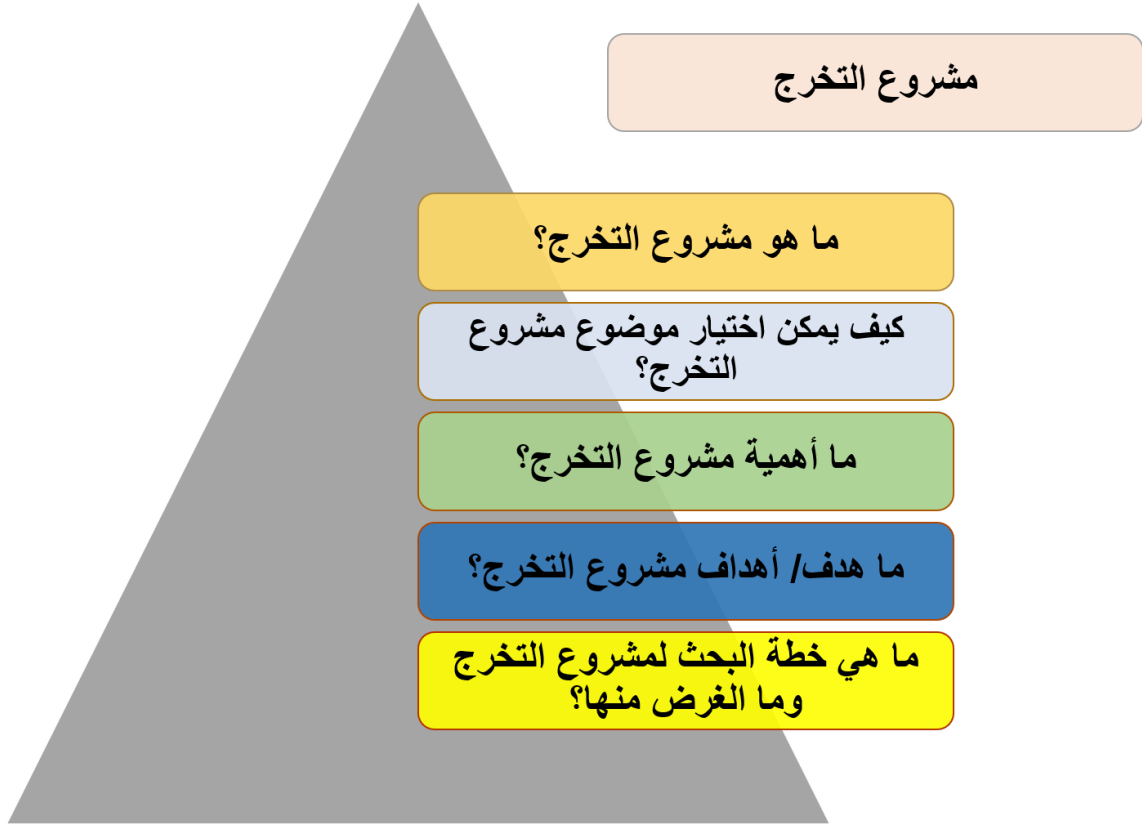 مشروع التخرج
ما هو مشروع التخرج؟
كيف يمكن اختيار موضوع مشروع
التخرج؟
ما أهمية مشروع التخرج؟
ما هدف/ أهداف مشروع التخرج؟
ما هي خطة البحث لمشروع التخرج
وما الغرض منها؟